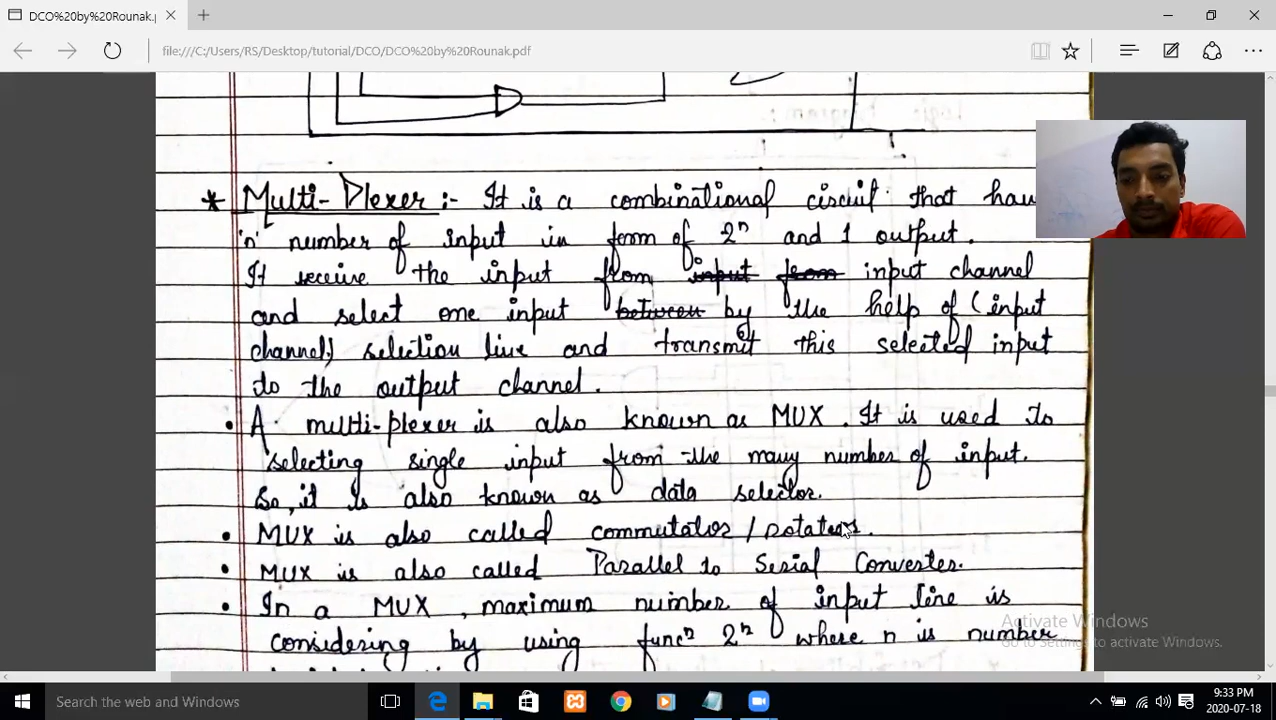 DCO%20by%20Rounak.p
file:///C:/Users/RS/Desktop/tutorial/DCO/DCO%20by%20Rounak.pdf
* Multi-Plexer :- It is a combinational circuit that hav
'n' number of input in form of 2ⁿ and 1 output.
It receive the input from input from input channel
and select one input between by the help of (input
channel) selection line and transmit this selected input
to the output channel.
• A multi-plexer is also known as MUX. It is used to
selecting single input from the many number of input.
So, it is also known as data selector.
• MUX is also called commutator / rotators.
• MUX is also called Parallel to Serial Converter.
• In a MUX, maximum number of input line is
considering by using funcⁿ 2ⁿ where n is number
Activate Windows
Go to Settings to activate Windows.
Search the web and Windows
9:33 PM
2020-07-18